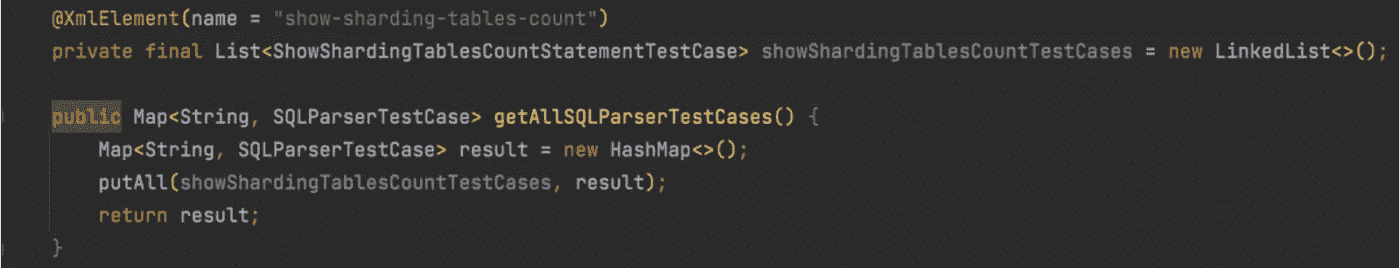 @XmlElement(name = "show-sharding-tables-count")
private final List<ShowShardingTablesCountStatementTestCase> showShardingTablesCountTestCases = new LinkedList<>();
public Map<String, SQLParserTestCase> getAllSQLParserTestCases() {
Map<String, SQLParserTestCase> result = new HashMap<>();
putAll(showShardingTablesCountTestCases, result);
return result;
}